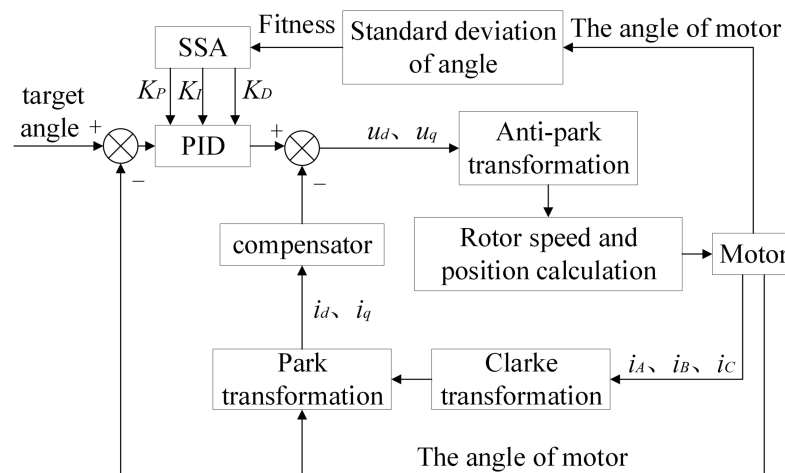 SSA
Fitness
Standard deviation
of angle
The angle of motor
K_P K_I K_D
target
angle
+
−
PID
+
−
u_d、u_q
Anti-park
transformation
compensator
Rotor speed and
position calculation
Motor
i_d、i_q
Park
transformation
Clarke
transformation
i_A、i_B、i_C
The angle of motor